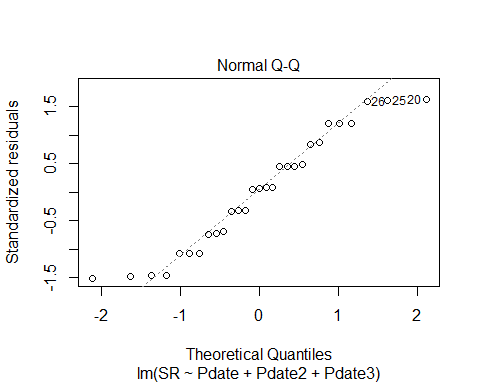 Normal Q-Q
Standardized residuals
1.5
0.5
-0.5
-1.5
26 25 20
-2 -1 0 1 2
Theoretical Quantiles
lm(SR ~ Pdate + Pdate2 + Pdate3)